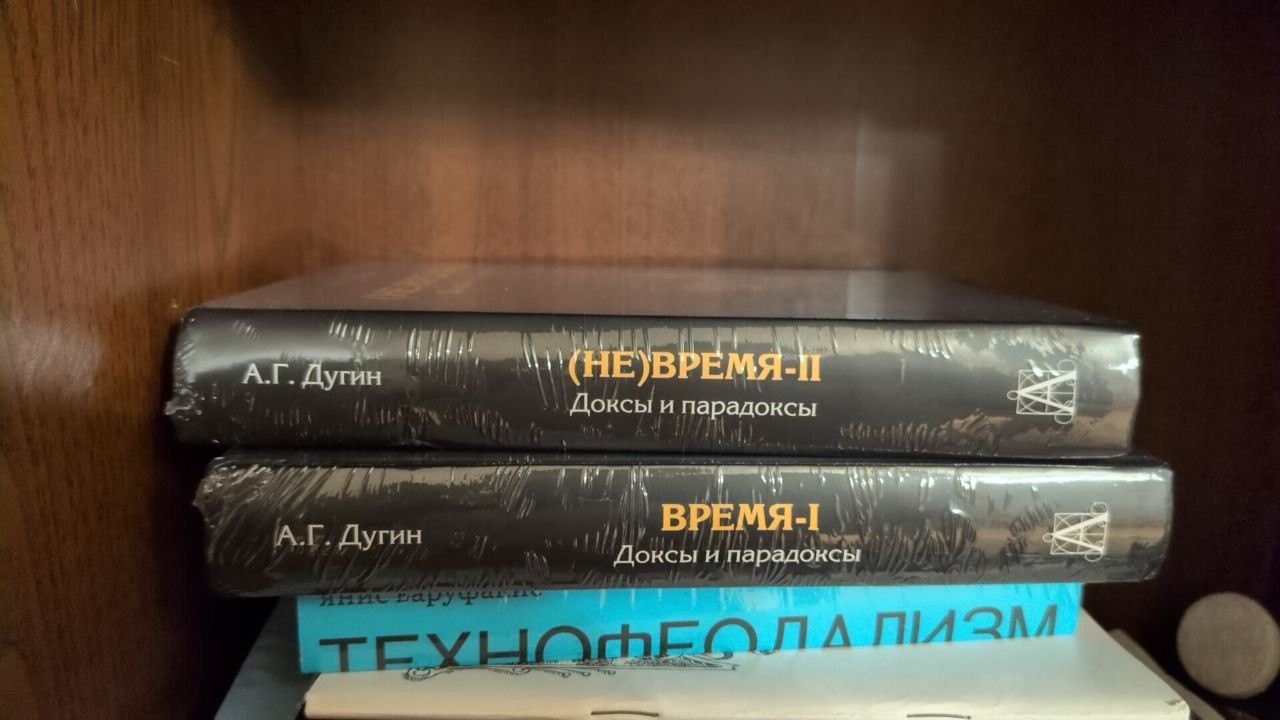 А.Г. Дугин
(НЕ)ВРЕМЯ-II
Доксы и парадоксы
А.Г. Дугин
ВРЕМЯ-I
Доксы и парадоксы
ЯНИС ВАРУФАКИС
ТЕХНОФЕОДАЛИЗМ